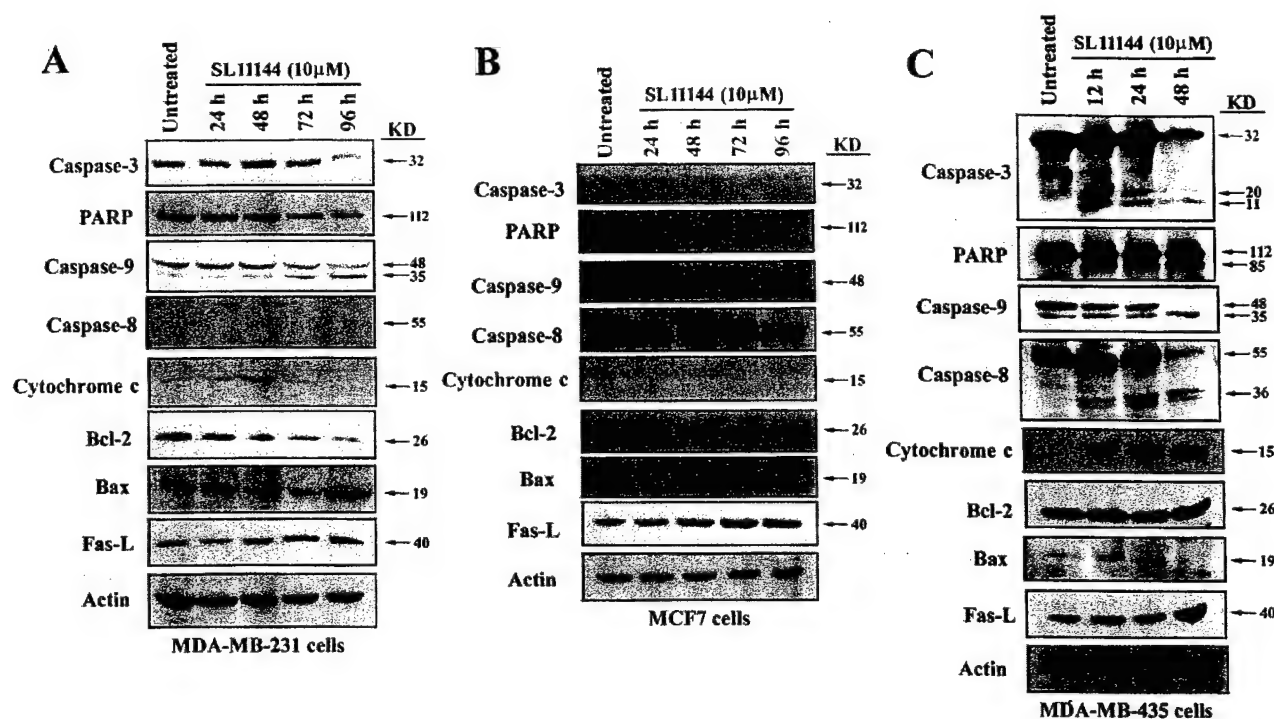 A
Untreated
SL11144 (10µM)
24 h
48 h
72 h
96 h
KD
Caspase-3
32
PARP
112
Caspase-9
48
35
Caspase-8
55
Cytochrome c
15
Bcl-2
26
Bax
19
Fas-L
40
Actin
MDA-MB-231 cells
B
Untreated
SL11144 (10µM)
24 h
48 h
72 h
96 h
KD
Caspase-3
32
PARP
112
Caspase-9
48
Caspase-8
55
Cytochrome c
15
Bcl-2
26
Bax
19
Fas-L
40
Actin
MCF7 cells
C
Untreated
SL11144 (10µM)
12 h
24 h
48 h
KD
Caspase-3
32
20
11
PARP
112
85
Caspase-9
48
35
Caspase-8
55
36
Cytochrome c
15
Bcl-2
26
Bax
19
Fas-L
40
Actin
MDA-MB-435 cells